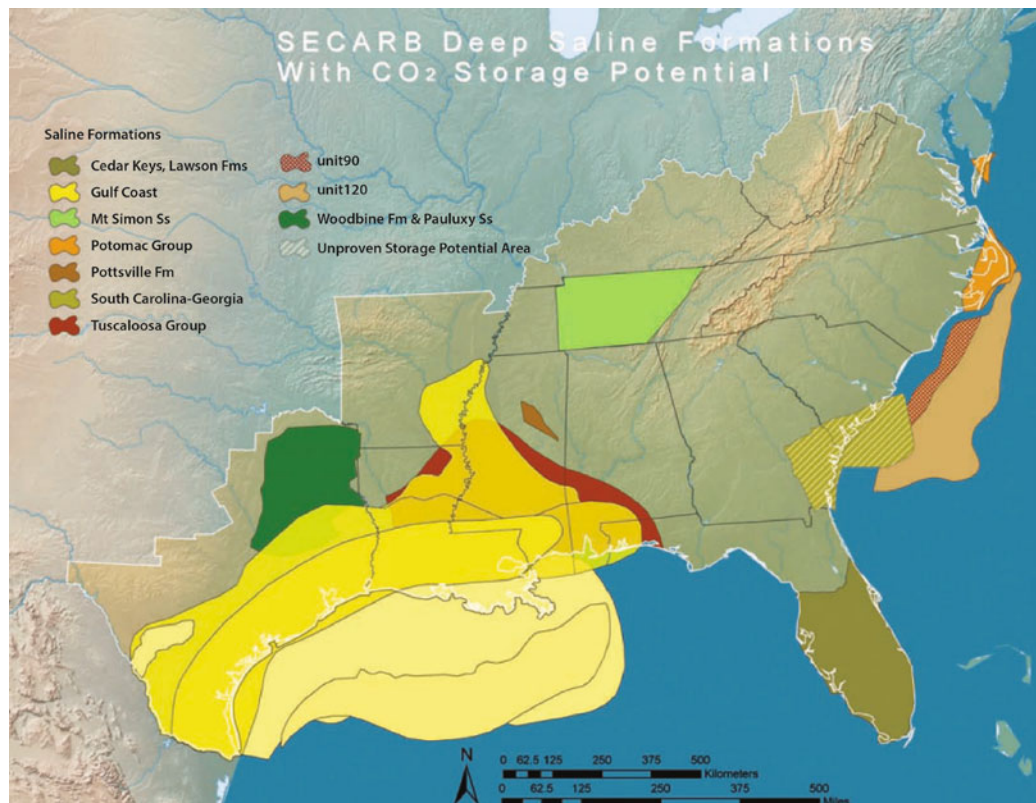 SECARB Deep Saline Formations
With CO₂ Storage Potential
Saline Formations
Cedar Keys, Lawson Fms
Gulf Coast
Mt Simon Ss
Potomac Group
Pottsville Fm
South Carolina-Georgia
Tuscaloosa Group
unit90
unit120
Woodbine Fm & Pauluxy Ss
Unproven Storage Potential Area
N
0 62.5 125 250 375 500
Kilometers
0 62.5 125 250 375 500
Miles